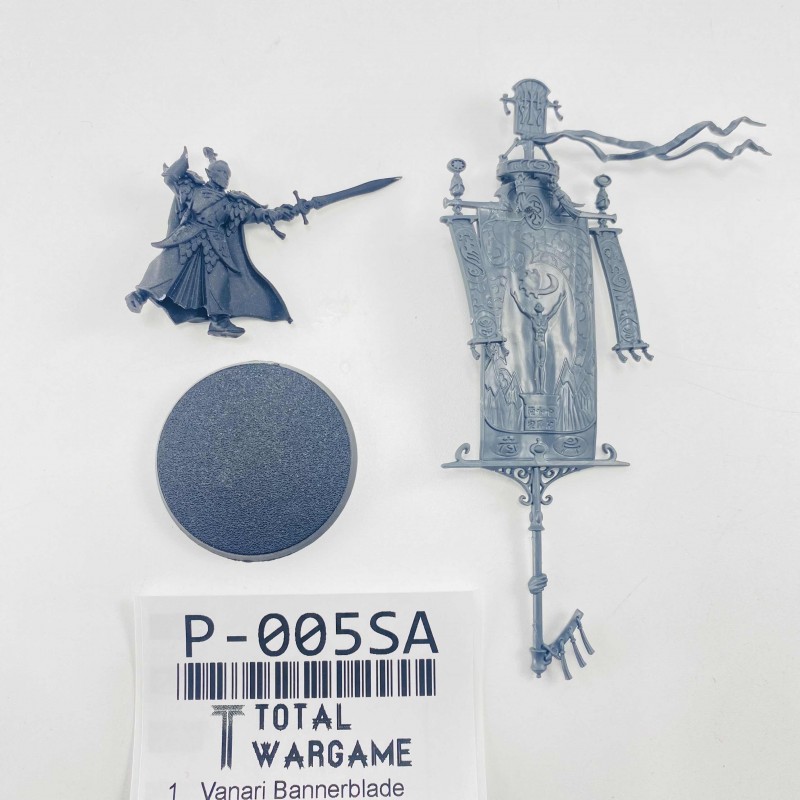 P-005SA
TOTAL
WARGAME
1 Vanari Bannerblade